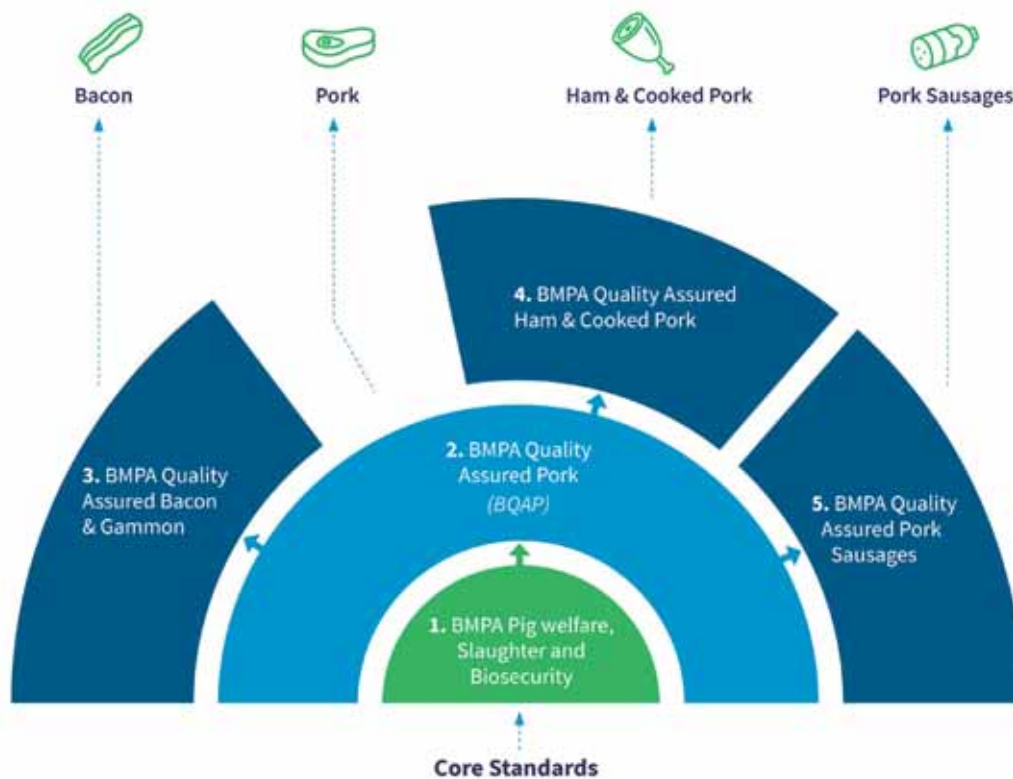 Bacon
Pork
Ham & Cooked Pork
Pork Sausages
4. BMPA Quality Assured
Ham & Cooked Pork
3. BMPA Quality
Assured Bacon
& Gammon
2. BMPA Quality
Assured Pork
(BQAP)
5. BMPA Quality
Assured Pork
Sausages
1. BMPA Pig welfare,
Slaughter and
Biosecurity
Core Standards